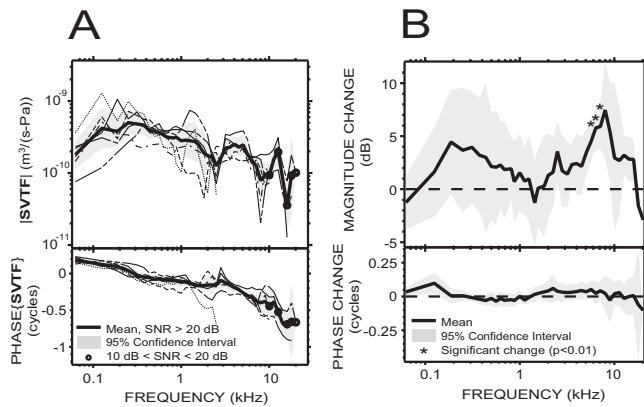 A
|SVTF| (m³/(s-Pa))
10⁻⁹
10⁻¹⁰
10⁻¹¹
PHASE{SVTF}
(cycles)
0
-0.5
-1
Mean, SNR > 20 dB
95% Confidence Interval
10 dB < SNR < 20 dB
0.1
1
10
FREQUENCY (kHz)
B
MAGNITUDE CHANGE
(dB)
10
5
0
-5
* * *
PHASE CHANGE
(cycles)
0.25
0
-0.25
Mean
95% Confidence Interval
* Significant change (p<0.01)
0.1
1
10
FREQUENCY (kHz)